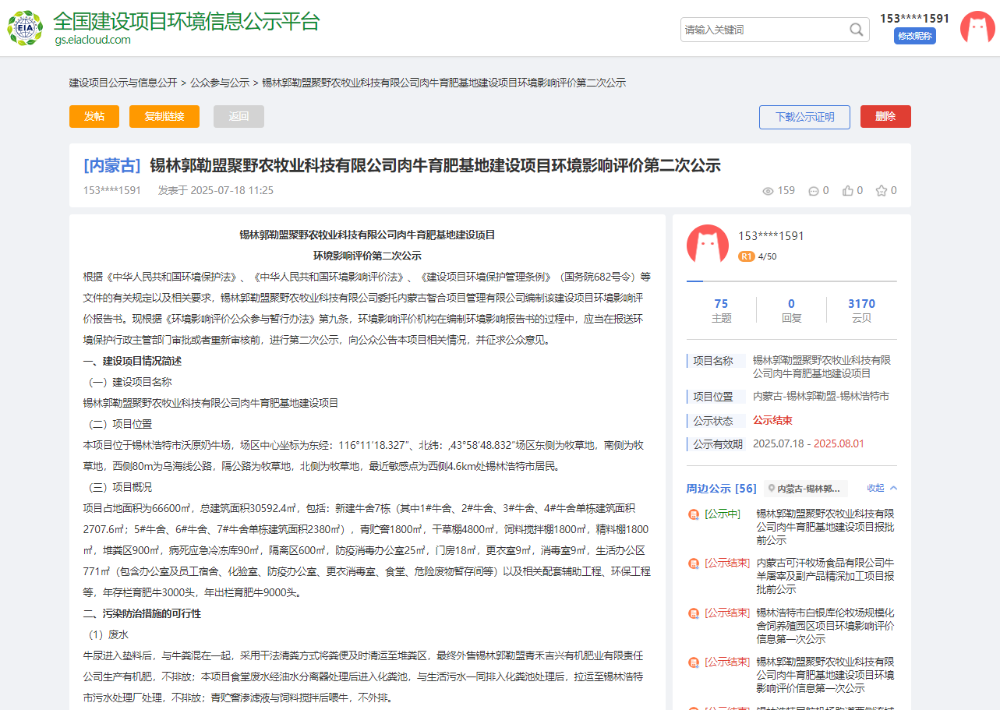 全国建设项目环境信息公示平台
gs.eiacloud.com
EIA
请输入关键词
153****1591
修改昵称
建设项目公示与信息公开 > 公众参与公示 > 锡林郭勒盟聚野农牧业科技有限公司肉牛育肥基地建设项目环境影响评价第二次公示
发帖
复制链接
返回
下载公示证明
删除
[内蒙古] 锡林郭勒盟聚野农牧业科技有限公司肉牛育肥基地建设项目环境影响评价第二次公示
153****1591 发表于 2025-07-18 11:25
159 0 0 0
锡林郭勒盟聚野农牧业科技有限公司肉牛育肥基地建设项目
环境影响评价第二次公示
根据《中华人民共和国环境保护法》、《中华人民共和国环境影响评价法》、《建设项目环境保护管理条例》（国务院682号令）等
文件的有关规定以及相关要求，锡林郭勒盟聚野农牧业科技有限公司委托内蒙古智合项目管理有限公司编制该建设项目环境影响评
价报告书。现根据《环境影响评价公众参与暂行办法》第九条，环境影响评价机构在编制环境影响报告书的过程中，应当在报送环
境保护行政主管部门审批或者重新审核前，进行第二次公示，向公众公告本项目相关情况，并征求公众意见。
一、建设项目情况简述
（一）建设项目名称
锡林郭勒盟聚野农牧业科技有限公司肉牛育肥基地建设项目
（二）项目位置
本项目位于锡林浩特市沃原奶牛场，场区中心坐标为东经：116°11′18.327″、北纬：,43°58′48.832″场区东侧为牧草地，南侧为牧
草地，西侧80m为乌海线公路，隔公路为牧草地，北侧为牧草地，最近敏感点为西侧4.6km处锡林浩特市居民。
（三）项目概况
项目占地面积为66600㎡，总建筑面积30592.4㎡，包括：新建牛舍7栋（其中1#牛舍、2#牛舍、3#牛舍、4#牛舍单栋建筑面积
2707.6㎡；5#牛舍、6#牛舍、7#牛舍单栋建筑面积2380㎡），青贮窖1800㎡，干草棚4800㎡，饲料搅拌棚1800㎡，精料棚1800
㎡，堆粪区900㎡，病死应急冷冻库90㎡，隔离区600㎡，防疫消毒办公室25㎡，门房18㎡，更衣室9㎡，消毒室9㎡，生活办公区
771㎡（包含办公室及员工宿舍、化验室、防疫办公室、更衣消毒室、食堂、危险废物暂存间等）以及相关配套辅助工程、环保工程
等，年存栏育肥牛3000头，年出栏育肥牛9000头。
二、污染防治措施的可行性
（1）废水
牛尿进入垫料后，与牛粪混在一起，采用干法清粪方式将粪便及时清运至堆粪区，最终外售锡林郭勒盟青禾吉兴有机肥业有限责任
公司生产有机肥，不排放；本项目食堂废水经油水分离器处理后进入化粪池，与生活污水一同排入化粪池处理后，拉运至锡林浩特
市污水处理厂处理，不排放；青贮窖渗滤液与饲料搅拌后喂牛，不外排。
153****1591
R1 4/50
75 0 3170
主题 回复 云贝
项目名称 锡林郭勒盟聚野农牧业科技有限
公司肉牛育肥基地建设项目
项目位置 内蒙古-锡林郭勒盟-锡林浩特市
公示状态 公示结束
公示有效期 2025.07.18 - 2025.08.01
周边公示 [56] 内蒙古-锡林郭... 收起
[公示中] 锡林郭勒盟聚野农牧业科技有限
公司肉牛育肥基地建设项目报批
前公示
[公示结束] 内蒙古可汗牧场食品有限公司牛
羊屠宰及副产品精深加工项目报
批前公示
[公示结束] 锡林浩特市白银库伦牧场规模化
舍饲养殖园区项目环境影响评价
信息第一次公示
[公示结束] 锡林郭勒盟聚野农牧业科技有限
公司肉牛育肥基地建设项目环境
影响评价信息第一次公示